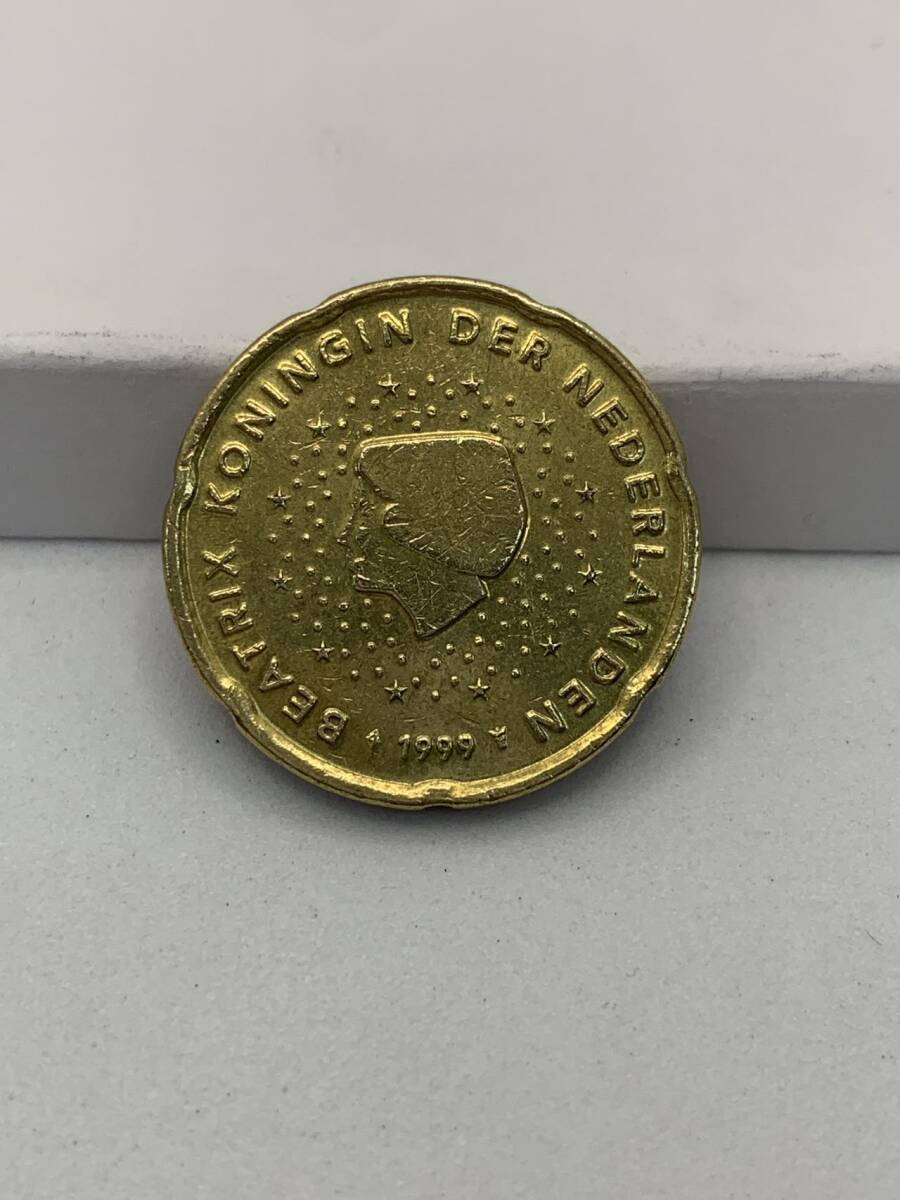 BEATRIX KONINGIN DER NEDERLANDEN
1999